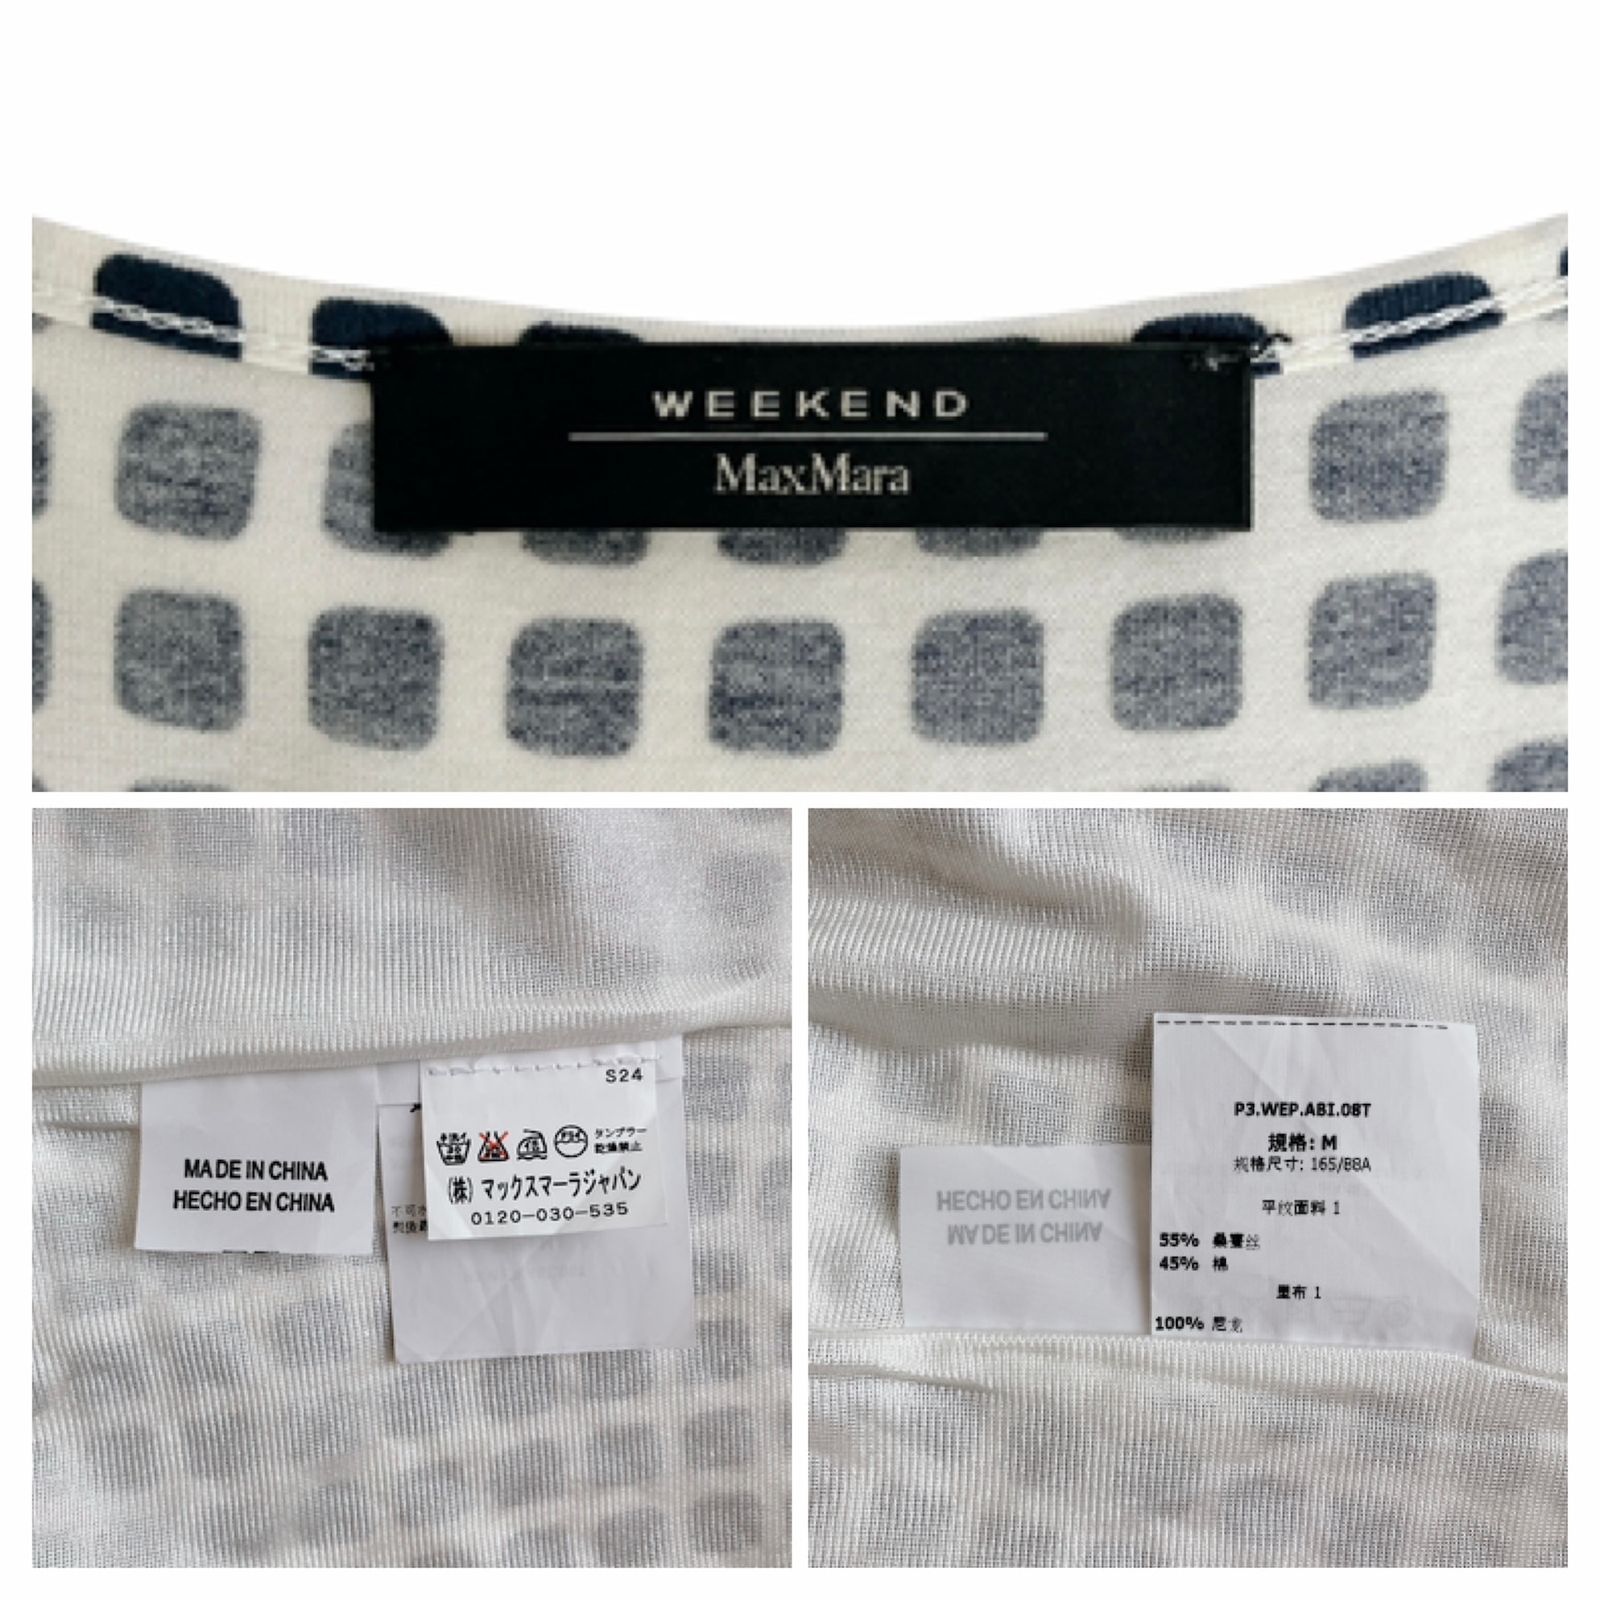 WEEKEND
MaxMara
MADE IN CHINA
HECHO EN CHINA
S24
タンブラー
乾燥禁止
(株) マックスマーラジャパン
0120-030-535
P3.WEP.ABI.08T
規格: M
规格尺寸: 165/88A
平纹面料 1
55% 桑蚕丝
45% 棉
里布 1
100% 尼龙
HECHO EN CHINA
MADE IN CHINA